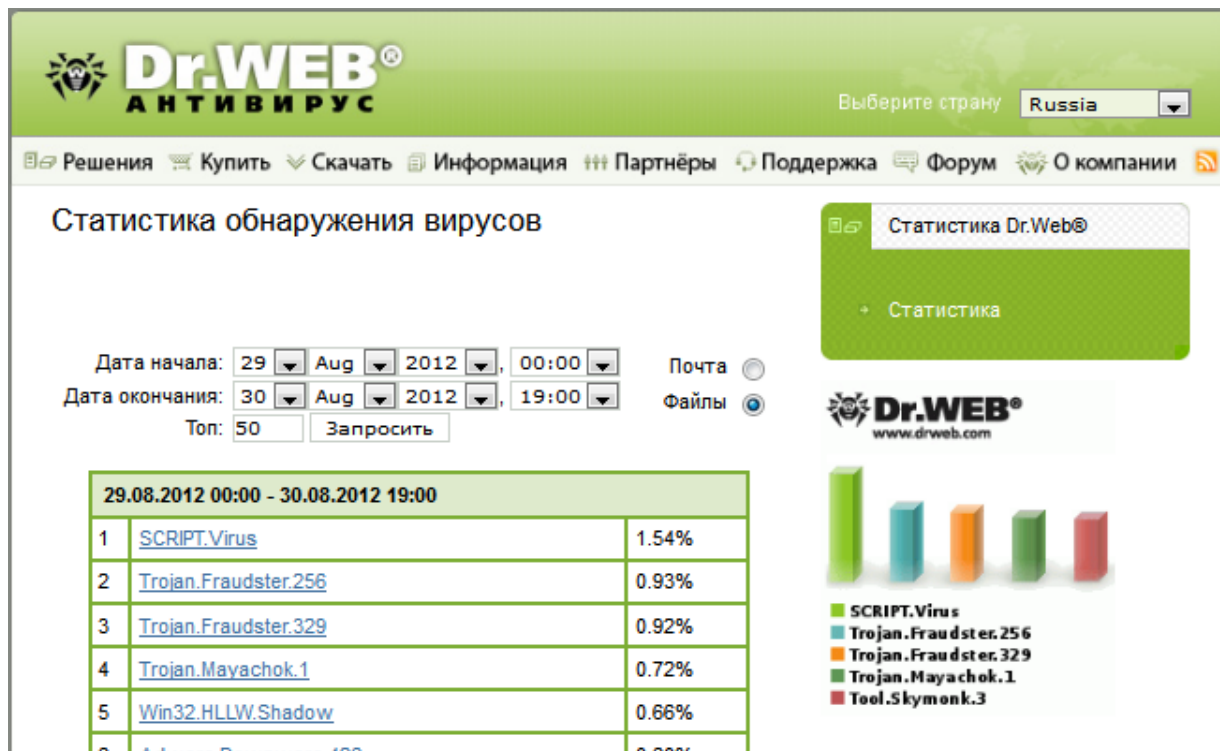 Dr.WEB®
АНТИВИРУС
Выберите страну Russia
Решения Купить Скачать Информация Партнёры Поддержка Форум О компании
Статистика обнаружения вирусов
Статистика Dr.Web®
Статистика
Дата начала: 29 Aug 2012 , 00:00 Почта
Дата окончания: 30 Aug 2012 , 19:00 Файлы
Топ: 50 Запросить
Dr.WEB®
www.drweb.com
29.08.2012 00:00 - 30.08.2012 19:00
1 SCRIPT.Virus 1.54%
2 Trojan.Fraudster.256 0.93%
3 Trojan.Fraudster.329 0.92%
4 Trojan.Mayachok.1 0.72%
5 Win32.HLLW.Shadow 0.66%
SCRIPT.Virus
Trojan.Fraudster.256
Trojan.Fraudster.329
Trojan.Mayachok.1
Tool.Skymonk.3